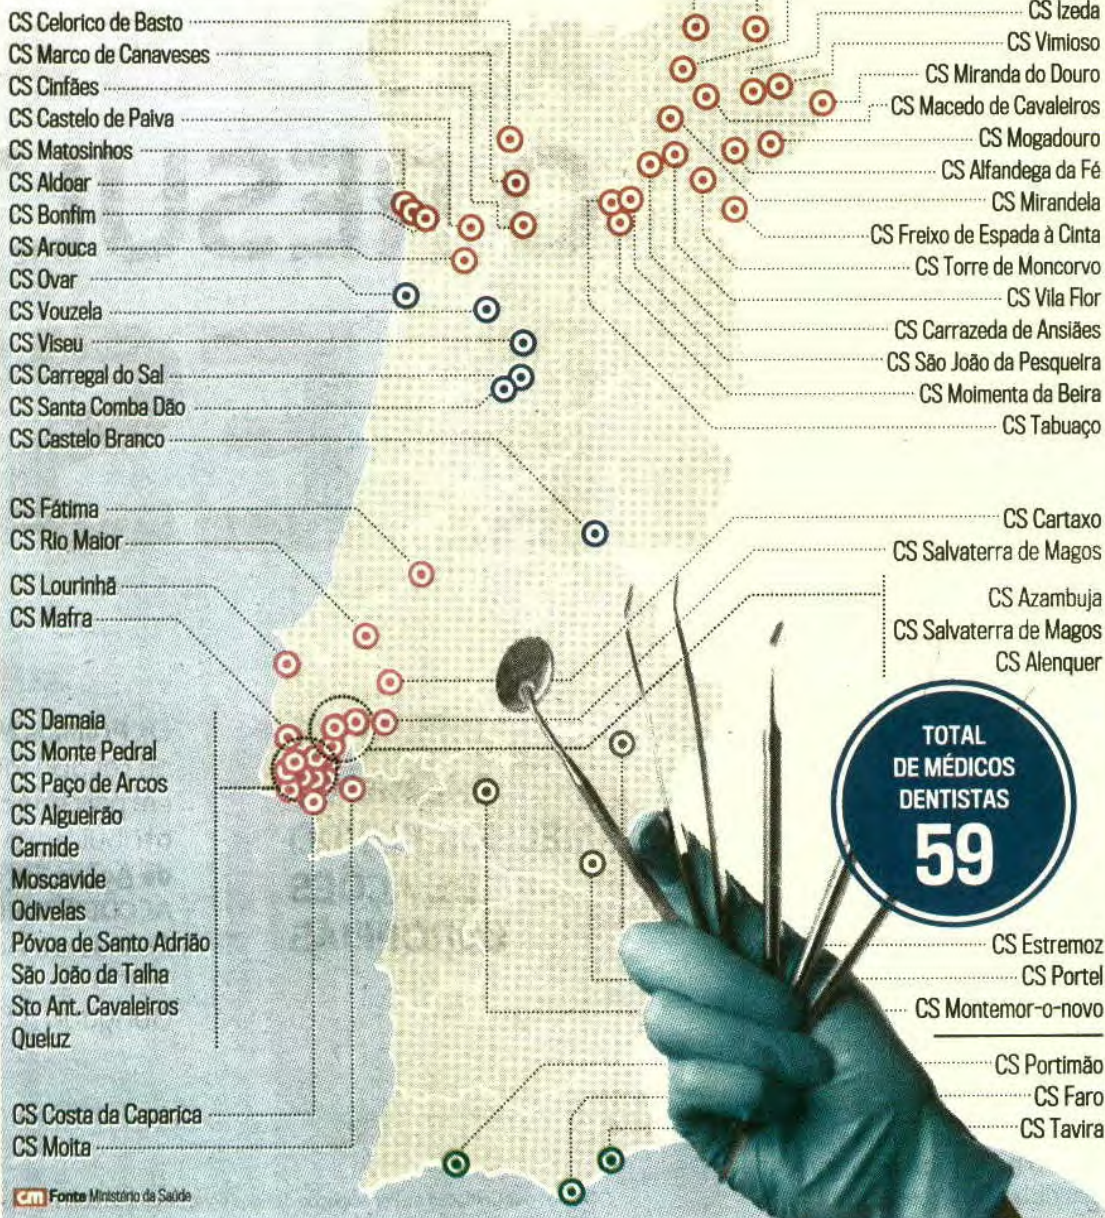 CS Celorico de Basto
CS Marco de Canaveses
CS Cinfães
CS Castelo de Paiva
CS Matosinhos
CS Aldoar
CS Bonfim
CS Arouca
CS Ovar
CS Vouzela
CS Viseu
CS Carregal do Sal
CS Santa Comba Dão
CS Castelo Branco
CS Fátima
CS Rio Maior
CS Lourinhã
CS Mafra
CS Damaia
CS Monte Pedral
CS Paço de Arcos
CS Algueirão
Carnide
Moscavide
Odivelas
Póvoa de Santo Adrião
São João da Talha
Sto Ant. Cavaleiros
Queluz
CS Costa da Caparica
CS Moita
CS Izeda
CS Vimioso
CS Miranda do Douro
CS Macedo de Cavaleiros
CS Mogadouro
CS Alfandega da Fé
CS Mirandela
CS Freixo de Espada à Cinta
CS Torre de Moncorvo
CS Vila Flor
CS Carrazeda de Ansiães
CS São João da Pesqueira
CS Moimenta da Beira
CS Tabuaço
CS Cartaxo
CS Salvaterra de Magos
CS Azambuja
CS Salvaterra de Magos
CS Alenquer
TOTAL
DE MÉDICOS
DENTISTAS
59
CS Estremoz
CS Portel
CS Montemor-o-novo
CS Portimão
CS Faro
CS Tavira
cm Fonte Ministério da Saúde